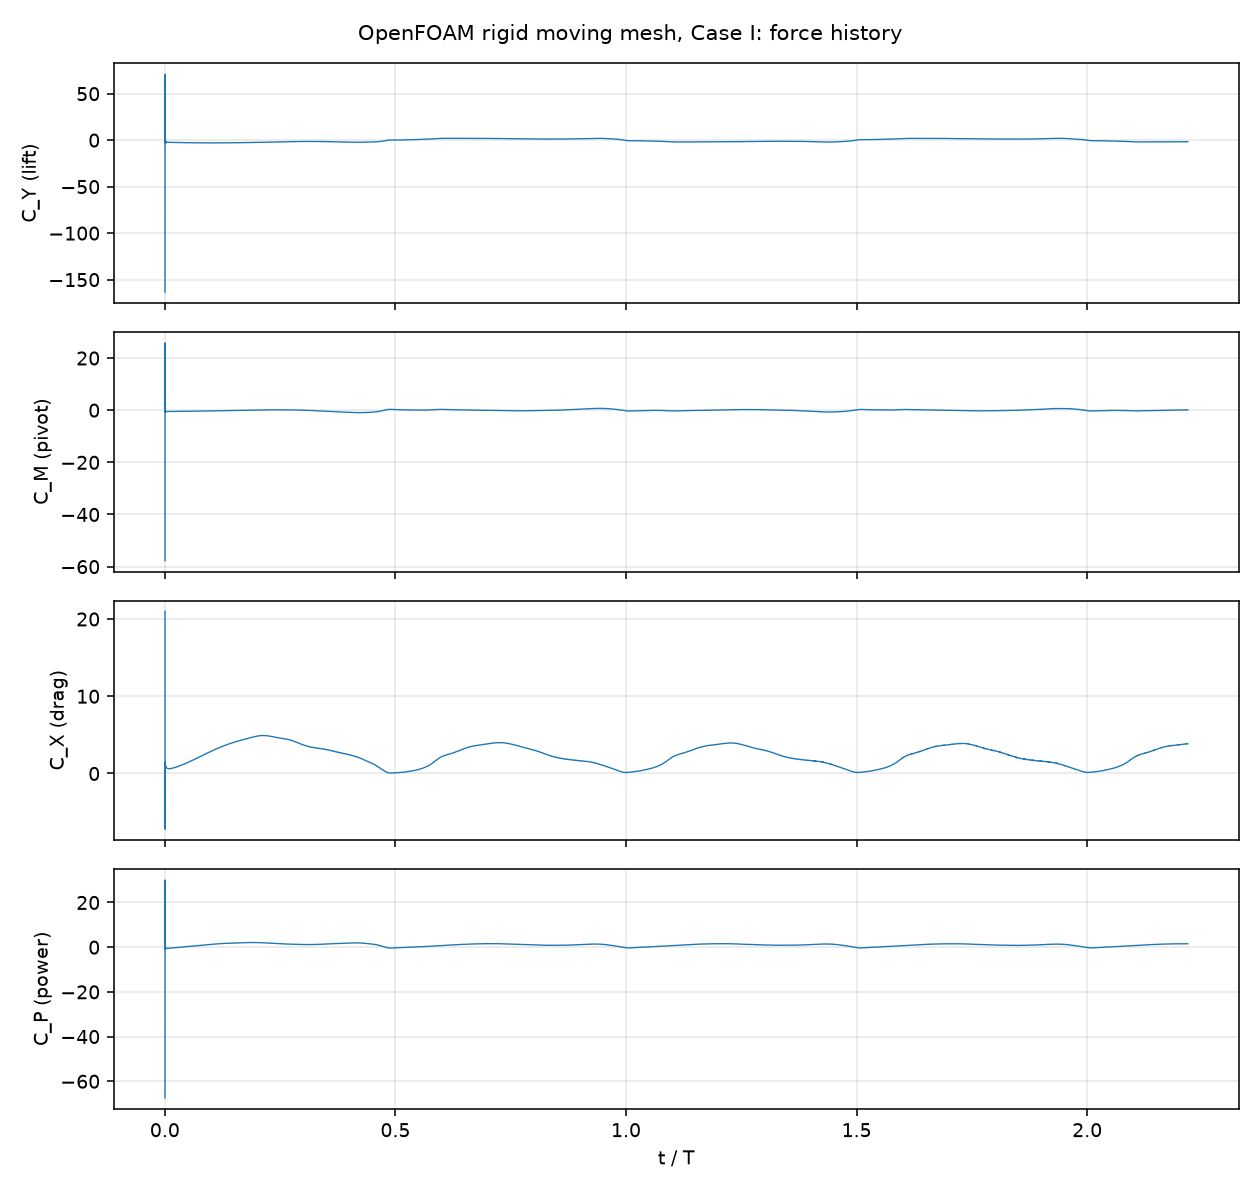 OpenFOAM rigid moving mesh, Case I: force history
50
0
−50
−100
−150
C_Y (lift)
20
0
−20
−40
−60
C_M (pivot)
20
10
0
C_X (drag)
20
0
−20
−40
−60
C_P (power)
0.0 0.5 1.0 1.5 2.0
t / T